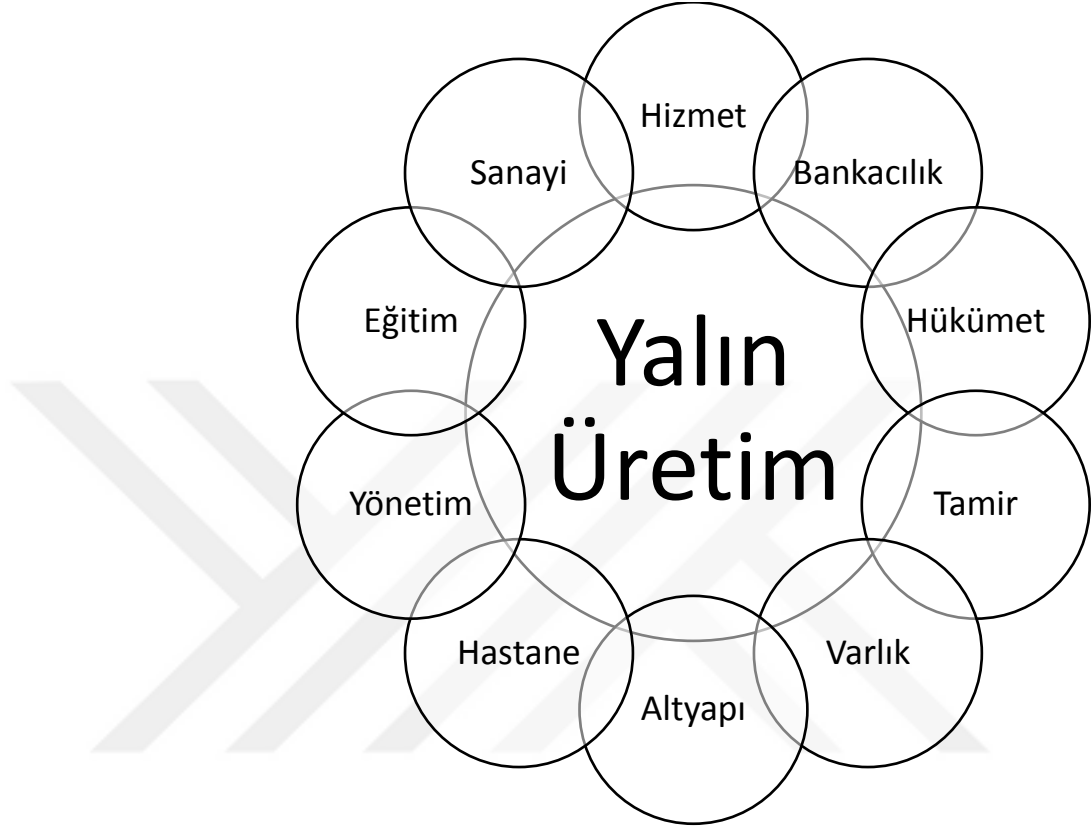 Hizmet
Sanayi
Bankacılık
Eğitim
Hükümet
Yalın
Üretim
Yönetim
Tamir
Hastane
Varlık
Altyapı